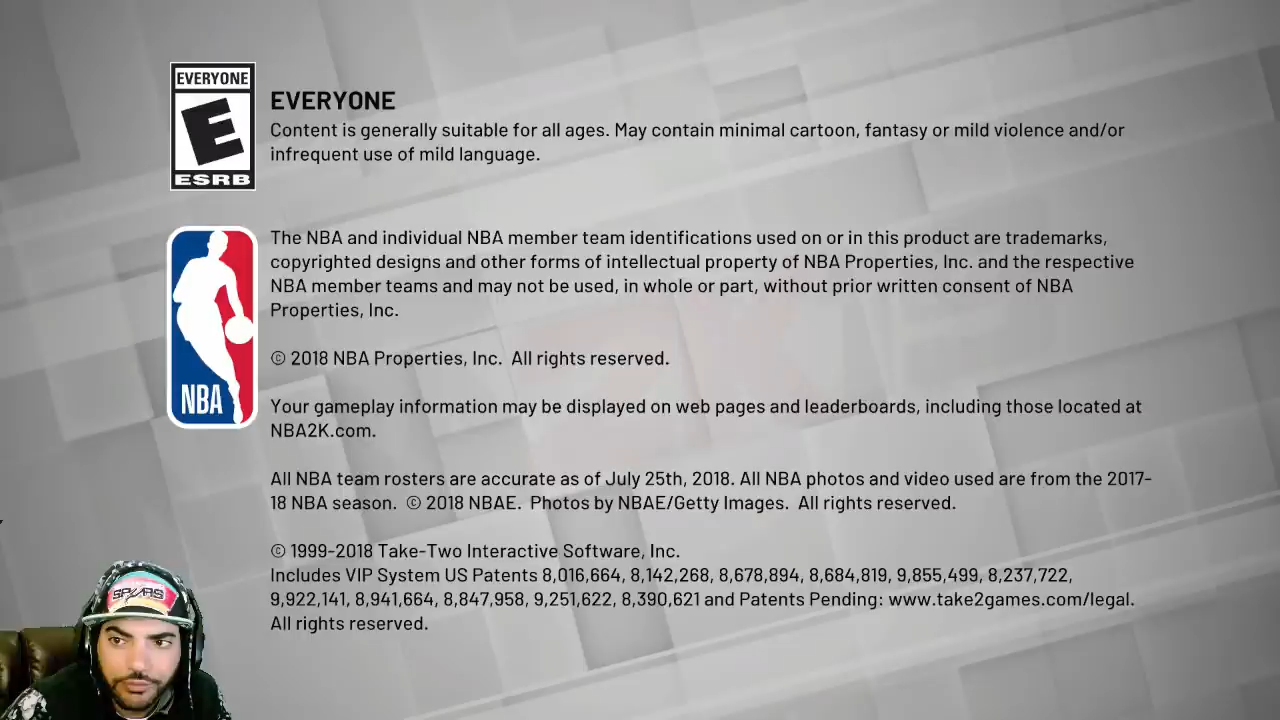 EVERYONE
E
ESRB
EVERYONE
Content is generally suitable for all ages. May contain minimal cartoon, fantasy or mild violence and/or
infrequent use of mild language.
The NBA and individual NBA member team identifications used on or in this product are trademarks,
copyrighted designs and other forms of intellectual property of NBA Properties, Inc. and the respective
NBA member teams and may not be used, in whole or part, without prior written consent of NBA
Properties, Inc.
© 2018 NBA Properties, Inc. All rights reserved.
NBA
Your gameplay information may be displayed on web pages and leaderboards, including those located at
NBA2K.com.
All NBA team rosters are accurate as of July 25th, 2018. All NBA photos and video used are from the 2017-
18 NBA season. © 2018 NBAE. Photos by NBAE/Getty Images. All rights reserved.
© 1999-2018 Take-Two Interactive Software, Inc.
Includes VIP System US Patents 8,016,664, 8,142,268, 8,678,894, 8,684,819, 9,855,499, 8,237,722,
9,922,141, 8,941,664, 8,847,958, 9,251,622, 8,390,621 and Patents Pending: www.take2games.com/legal.
All rights reserved.
SPURS